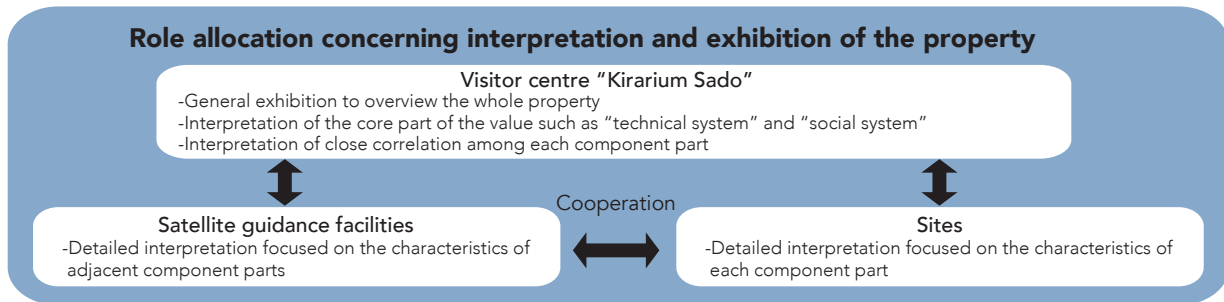 Role allocation concerning interpretation and exhibition of the property
Visitor centre “Kirarium Sado”
-General exhibition to overview the whole property
-Interpretation of the core part of the value such as “technical system” and “social system”
-Interpretation of close correlation among each component part
Cooperation
Satellite guidance facilities
-Detailed interpretation focused on the characteristics of
adjacent component parts
Sites
-Detailed interpretation focused on the characteristics of
each component part